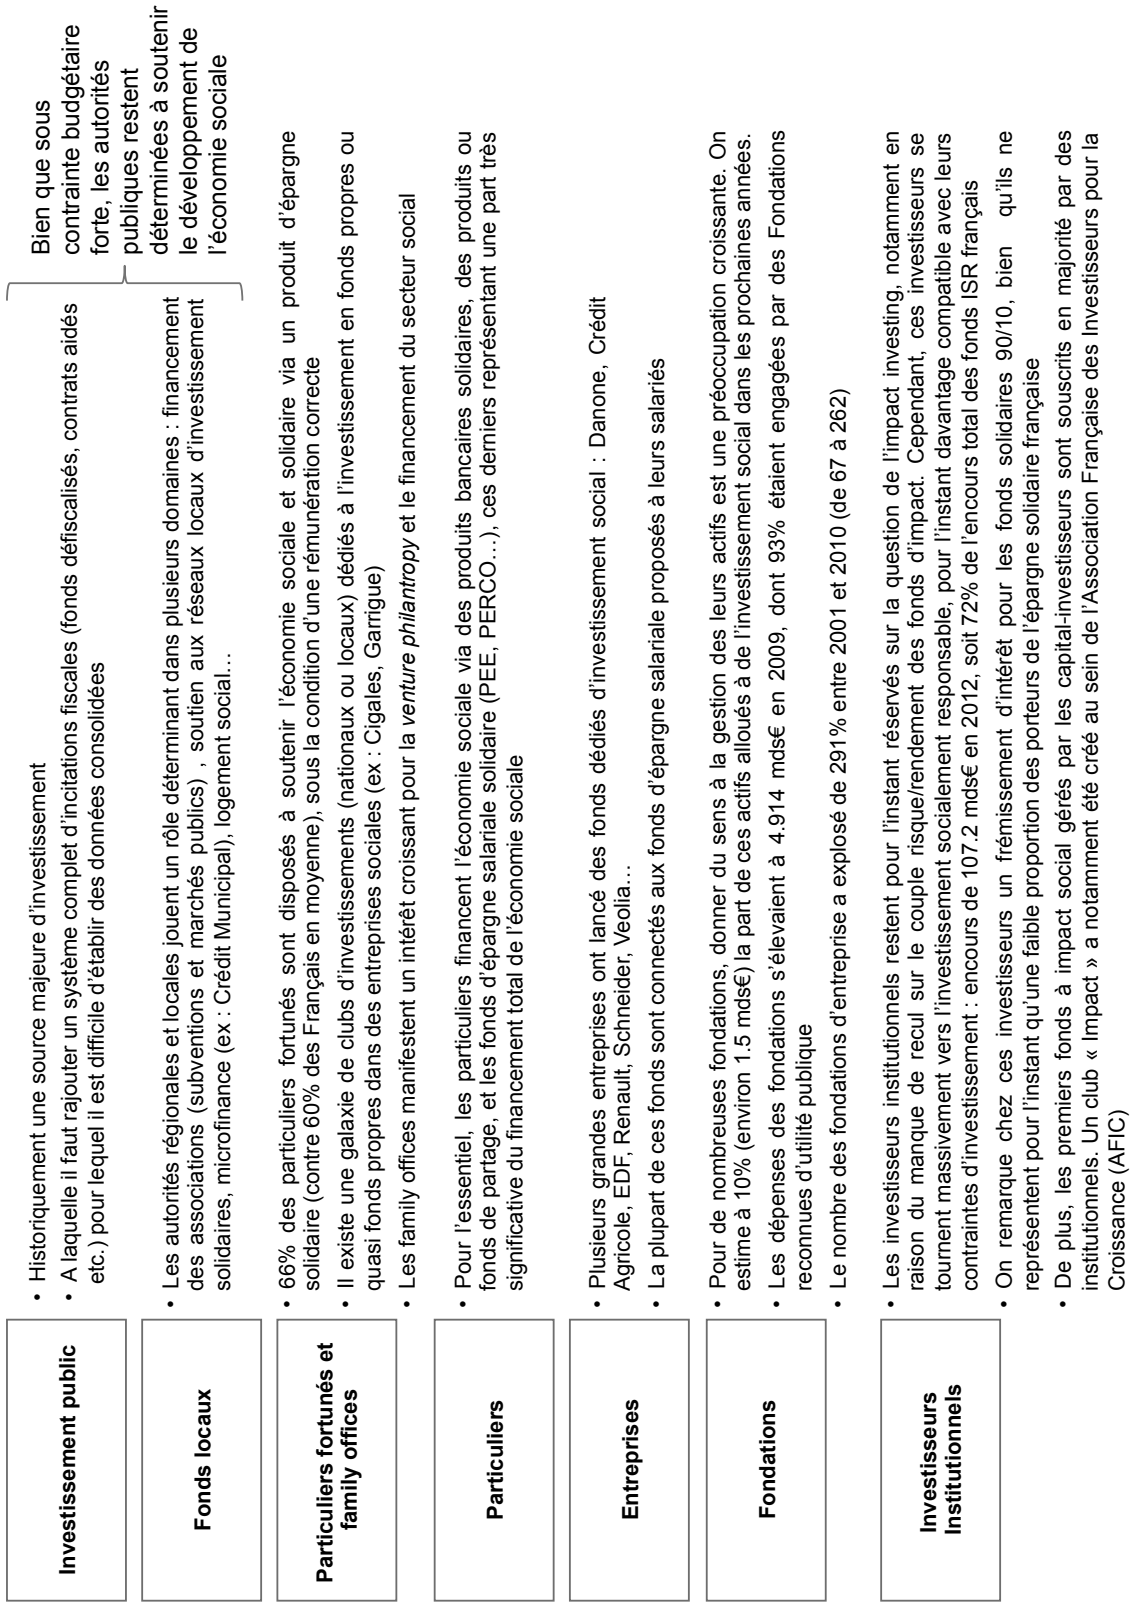 Investissement public
• Historiquement une source majeure d'investissement
• A laquelle il faut rajouter un système complet d'incitations fiscales (fonds défiscalisés, contrats aidés
etc.) pour lequel il est difficile d'établir des données consolidées
Bien que sous
contrainte budgétaire
forte, les autorités
publiques restent
déterminées à soutenir
le développement de
l'économie sociale
Fonds locaux
• Les autorités régionales et locales jouent un rôle déterminant dans plusieurs domaines : financement
des associations (subventions et marchés publics) , soutien aux réseaux locaux d'investissement
solidaires, microfinance (ex : Crédit Municipal), logement social…
Particuliers fortunés et
family offices
• 66% des particuliers fortunés sont disposés à soutenir l'économie sociale et solidaire via un produit d'épargne
solidaire (contre 60% des Français en moyenne), sous la condition d'une rémunération correcte
• Il existe une galaxie de clubs d'investissements (nationaux ou locaux) dédiés à l'investissement en fonds propres ou
quasi fonds propres dans des entreprises sociales (ex : Cigales, Garrigue)
• Les family offices manifestent un intérêt croissant pour la venture philantropy et le financement du secteur social
Particuliers
• Pour l'essentiel, les particuliers financent l'économie sociale via des produits bancaires solidaires, des produits ou
fonds de partage, et les fonds d'épargne salariale solidaire (PEE, PERCO…), ces derniers représentant une part très
significative du financement total de l'économie sociale
Entreprises
• Plusieurs grandes entreprises ont lancé des fonds dédiés d'investissement social : Danone, Crédit
Agricole, EDF, Renault, Schneider, Veolia…
• La plupart de ces fonds sont connectés aux fonds d'épargne salariale proposés à leurs salariés
Fondations
• Pour de nombreuses fondations, donner du sens à la gestion des leurs actifs est une préoccupation croissante. On
estime à 10% (environ 1.5 mds€) la part de ces actifs alloués à de l'investissement social dans les prochaines années.
• Les dépenses des fondations s'élevaient à 4.914 mds€ en 2009, dont 93% étaient engagées par des Fondations
reconnues d'utilité publique
• Le nombre des fondations d'entreprise a explosé de 291% entre 2001 et 2010 (de 67 à 262)
Investisseurs
Institutionnels
• Les investisseurs institutionnels restent pour l'instant réservés sur la question de l'impact investing, notamment en
raison du manque de recul sur le couple risque/rendement des fonds d'impact. Cependant, ces investisseurs se
tournent massivement vers l'investissement socialement responsable, pour l'instant davantage compatible avec leurs
contraintes d'investissement : encours de 107.2 mds€ en 2012, soit 72% de l'encours total des fonds ISR français
• On remarque chez ces investisseurs un frémissement d'intérêt pour les fonds solidaires 90/10, bien qu'ils ne
représentent pour l'instant qu'une faible proportion des porteurs de l'épargne solidaire française
• De plus, les premiers fonds à impact social gérés par les capital-investisseurs sont souscrits en majorité par des
institutionnels. Un club « Impact » a notamment été créé au sein de l'Association Française des Investisseurs pour la
Croissance (AFIC)